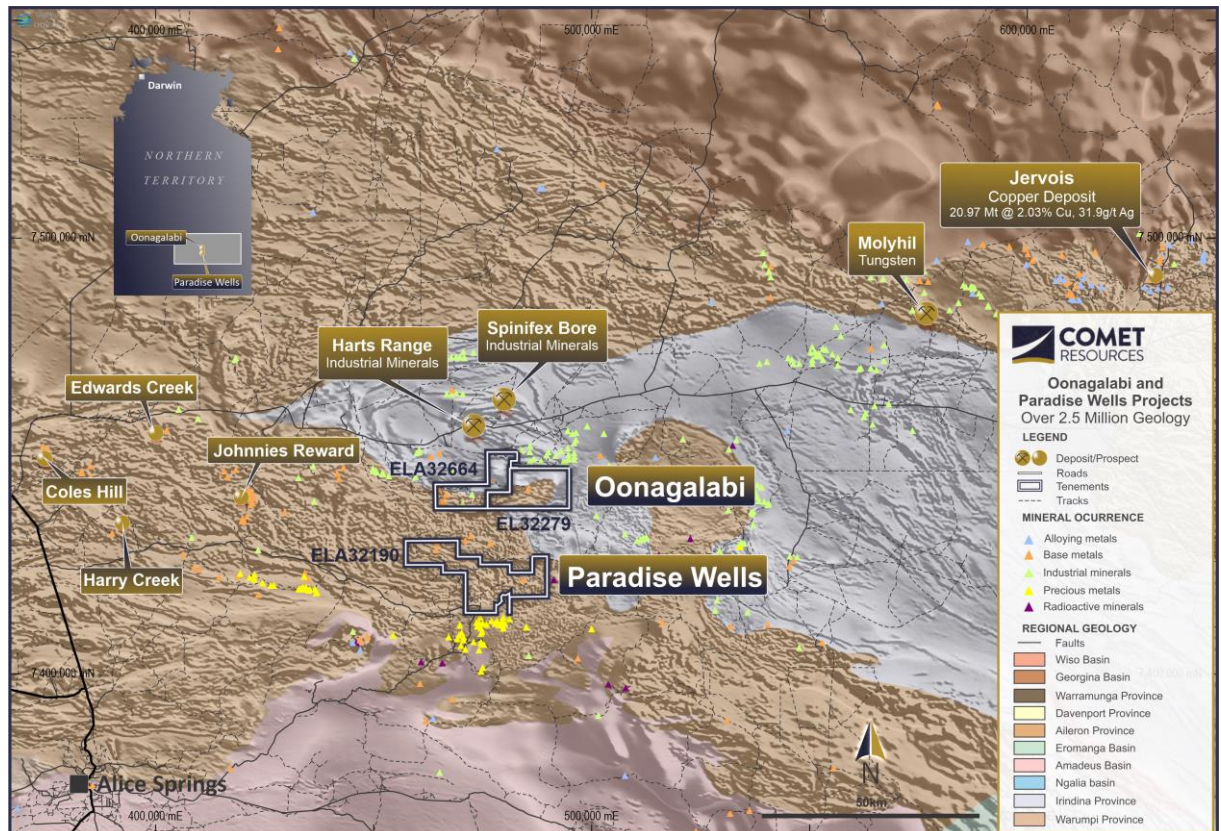 400,000 mE
500,000 mE
600,000 mE
Darwin
NORTHERN
TERRITORY
Oonagalabi
Paradise Wells
7,500,000 mN
7,500,000 mN
Jervois
Copper Deposit
20.97 Mt @ 2.03% Cu, 31.9g/t Ag
Molyhil
Tungsten
Spinifex Bore
Industrial Minerals
Harts Range
Industrial Minerals
Edwards Creek
Johnnies Reward
Coles Hill
Harry Creek
ELA32664
Oonagalabi
EL32279
ELA32190
Paradise Wells
7,400,000 mN
7,400,000 mN
Alice Springs
400,000 mE
500,000 mE
N
50km
COMET
RESOURCES
Oonagalabi and
Paradise Wells Projects
Over 2.5 Million Geology
LEGEND
Deposit/Prospect
Roads
Tenements
Tracks
MINERAL OCURRENCE
Alloying metals
Base metals
Industrial minerals
Precious metals
Radioactive minerals
REGIONAL GEOLOGY
Faults
Wiso Basin
Georgina Basin
Warramunga Province
Davenport Province
Aileron Province
Eromanga Basin
Amadeus Basin
Ngalia basin
Irindina Province
Warumpi Province